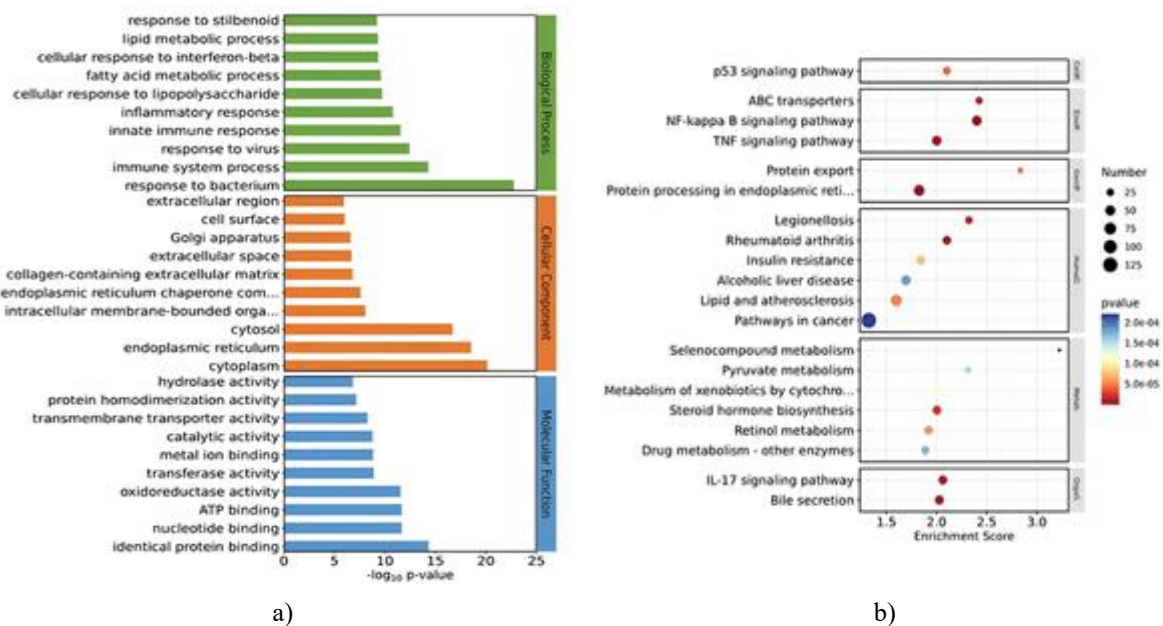 response to stilbenoid
lipid metabolic process
cellular response to interferon-beta
fatty acid metabolic process
cellular response to lipopolysaccharide
inflammatory response
innate immune response
response to virus
immune system process
response to bacterium
Biological Process
extracellular region
cell surface
Golgi apparatus
extracellular space
collagen-containing extracellular matrix
endoplasmic reticulum chaperone com...
intracellular membrane-bounded orga...
cytosol
endoplasmic reticulum
cytoplasm
Cellular Component
hydrolase activity
protein homodimerization activity
transmembrane transporter activity
catalytic activity
metal ion binding
transferase activity
oxidoreductase activity
ATP binding
nucleotide binding
identical protein binding
Molecular Function
0 5 10 15 20 25
-log₁₀ p-value
a)
p53 signaling pathway
ABC transporters
NF-kappa B signaling pathway
TNF signaling pathway
Protein export
Protein processing in endoplasmic reti...
Legionellosis
Rheumatoid arthritis
Insulin resistance
Alcoholic liver disease
Lipid and atherosclerosis
Pathways in cancer
Selenocompound metabolism
Pyruvate metabolism
Metabolism of xenobiotics by cytochro...
Steroid hormone biosynthesis
Retinol metabolism
Drug metabolism - other enzymes
IL-17 signaling pathway
Bile secretion
1.5 2.0 2.5 3.0
Enrichment Score
Number
25
50
75
100
125
pvalue
2.0e-04
1.5e-04
1.0e-04
5.0e-05
b)